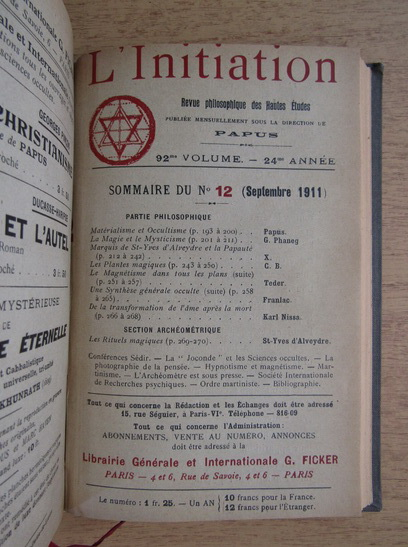 GEORGES
CHRISTIANISME
de PAPUS
DUCASSE-HARISPE
ET L'AUTEL
Roman
MYSTÉRIEUSE
DE
ÉTERNELLE
KHUNRATH
L'Initiation
Revue philosophique des Hautes Études
PUBLIÉE MENSUELLEMENT SOUS LA DIRECTION DE
PAPUS
92me VOLUME. — 24me ANNÉE
SOMMAIRE DU No 12 (Septembre 1911)
PARTIE PHILOSOPHIQUE
Matérialisme et Occultisme (p. 193 à 200) . . Papus.
La Magie et le Mysticisme (p. 201 à 211) . . G. Phaneg
Marquis de St-Yves d'Alveydre et la Papauté
(p. 212 à 242) . . X.
Les Plantes magiques (p. 243 à 250) . . C. B.
Le Magnétisme dans tous les plans (suite)
(p. 251 à 257) . . Teder
Une Synthèse générale occulte (suite) (p. 258
à 265) . . Franlac.
De la transformation de l'âme après la mort
(p. 266 à 268) . . Karl Nisse.
SECTION ARCHÉOMÉTRIQUE
Les Rituels magiques (p. 269-270). . St-Yves d'Alveydre.
Conférences Sédir. — La " Joconde " et les Sciences occultes. — La
photographie de la pensée. — Hypnotisme et magnétisme. — Mar-
tinisme. — L'Archéomètre est sous presse. — Société Internationale
de Recherches psychiques. — Ordre martiniste. — Bibliographie.
Tout ce qui concerne la Rédaction et les Échanges doit être adressé
15, rue Séguier, à Paris-VIe. Téléphone — 816-09
Tout ce qui concerne l'Administration:
ABONNEMENTS, VENTE AU NUMÉRO, ANNONCES
doit être adressé à la
Librairie Générale et Internationale G. FICKER
PARIS — 4 et 6, Rue de Savoie, 4 et 6 — PARIS
Le numéro : 1 fr. 25. — Un AN { 10 francs pour la France.
12 francs pour l'Étranger.